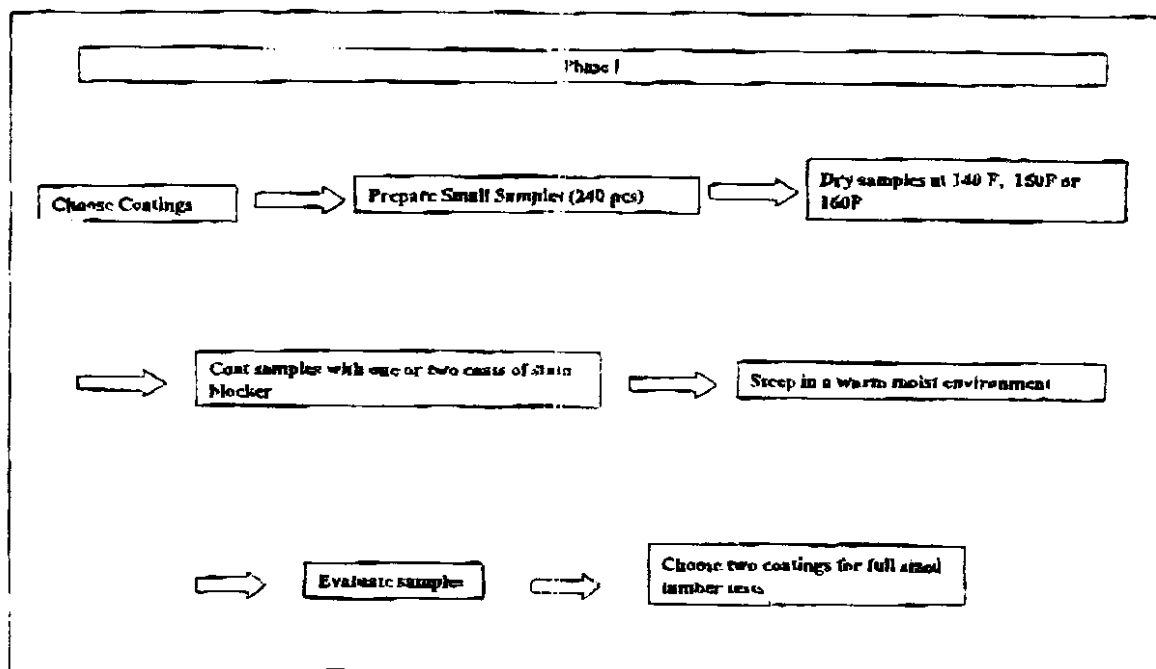 Phase I
Choose Coatings
Prepare Small Samples (240 pcs)
Dry samples at 140 F, 150F or
160F
Coat samples with one or two coats of stain
blocker
Steep in a warm moist environment
Evaluate samples
Choose two coatings for full sized
lumber tests